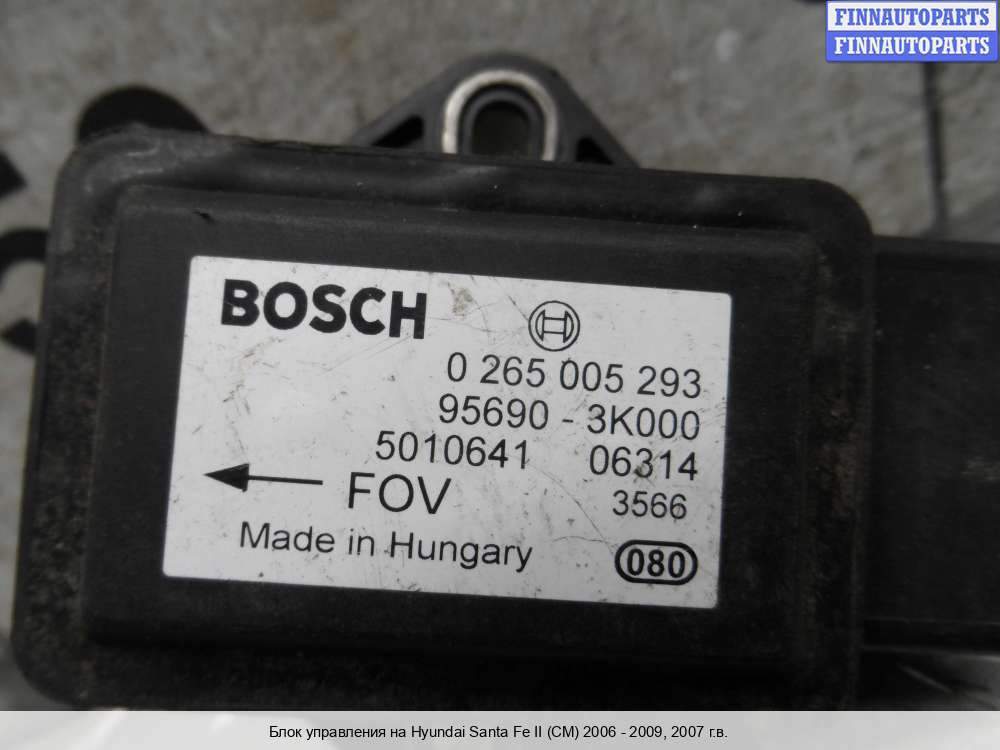 FINNAUTOPARTS
FINNAUTOPARTS
BOSCH
0 265 005 293
95690 - 3K000
5010641 06314
FOV 3566
Made in Hungary 080
Блок управления на Hyundai Santa Fe II (CM) 2006 - 2009, 2007 г.в.